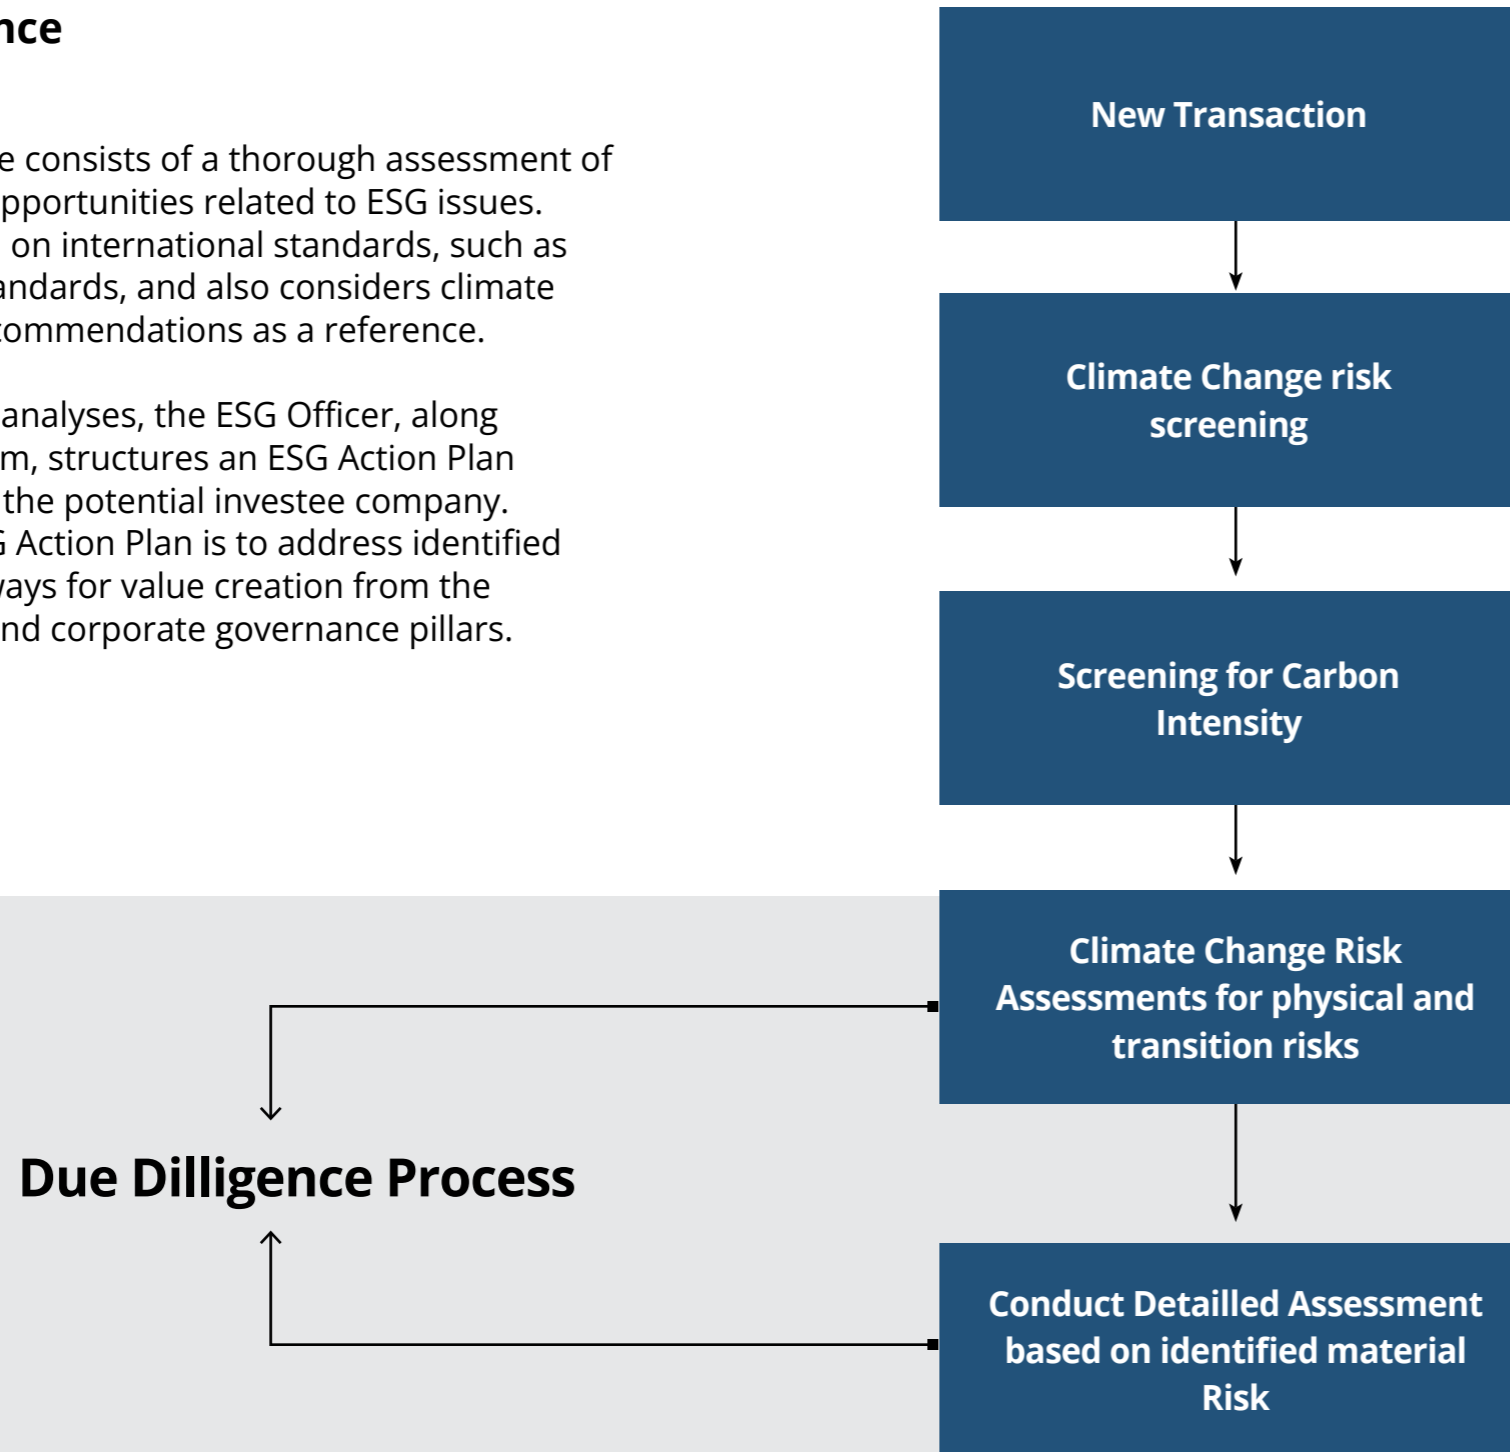 nce
e consists of a thorough assessment of
pportunities related to ESG issues.
on international standards, such as
andards, and also considers climate
commendations as a reference.
analyses, the ESG Officer, along
m, structures an ESG Action Plan
the potential investee company.
G Action Plan is to address identified
ways for value creation from the
nd corporate governance pillars.
New Transaction
Climate Change risk
screening
Screening for Carbon
Intensity
Climate Change Risk
Assessments for physical and
transition risks
Due Dilligence Process
Conduct Detailled Assessment
based on identified material
Risk